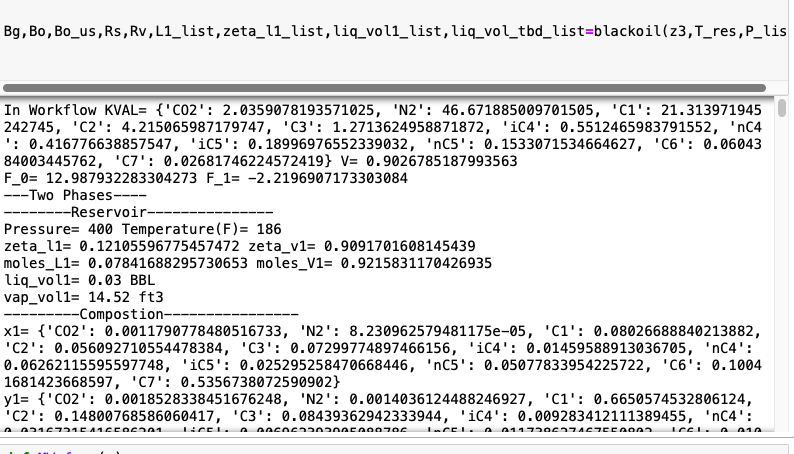 Bg,Bo,Bo_us,Rs,Rv,L1_list,zeta_l1_list,liq_vol1_list,liq_vol_tbd_list=blackoil(z3,T_res,P_lis
In Workflow KVAL= {'CO2': 2.0359078193571025, 'N2': 46.671885009701505, 'C1': 21.313971945
242745, 'C2': 4.215065987179747, 'C3': 1.2713624958871872, 'iC4': 0.5512465983791552, 'nC4
': 0.416776638857547, 'iC5': 0.18996976552339032, 'nC5': 0.1533071534664627, 'C6': 0.06043
84003445762, 'C7': 0.02681746224572419} V= 0.9026785187993563
F_0= 12.987932288304273 F_1= -2.2196907173303084
---Two Phases----
--------Reservoir---------------
Pressure= 400 Temperature(F)= 186
zeta_l1= 0.12105596775457472 zeta_v1= 0.9091701608145439
moles_L1= 0.07841688295730653 moles_V1= 0.9215831170426935
liq_vol1= 0.03 BBL
vap_vol1= 14.52 ft3
---------Compostion----------------
x1= {'CO2': 0.0011790778480516733, 'N2': 8.230962579481175e-05, 'C1': 0.08026688840213882,
'C2': 0.056092710554478384, 'C3': 0.07299774897466156, 'iC4': 0.01459588913036705, 'nC4':
0.06262115595597748, 'iC5': 0.025295258470668446, 'nC5': 0.05077833954225722, 'C6': 0.1004
1681423668597, 'C7': 0.5356738072590902}
y1= {'CO2': 0.0018528338451676248, 'N2': 0.0014036124488246927, 'C1': 0.6650574532806124,
'C2': 0.14800768586060417, 'C3': 0.08439362942333944, 'iC4': 0.009283412111389455, 'nC4':